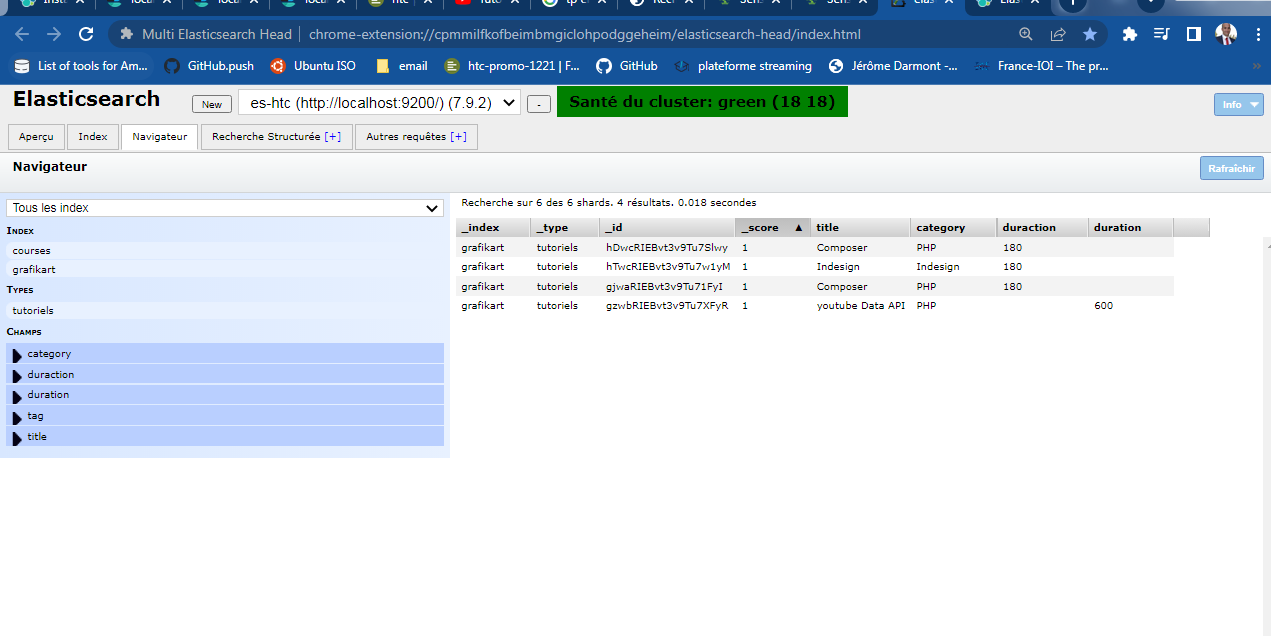 Multi Elasticsearch Head | chrome-extension://cpmmilfkofbeimbmgiclohpodggeheim/elasticsearch-head/index.html
List of tools for Am... GitHub.push Ubuntu ISO email htc-promo-1221 | F... GitHub plateforme streaming Jérôme Darmont -... France-IOI – The pr... »
Elasticsearch New es-htc (http://localhost:9200/) (7.9.2) - Santé du cluster: green (18 18) Info
Aperçu Index Navigateur Recherche Structurée [+] Autres requêtes [+]
Navigateur Rafraîchir
Tous les index
Index
courses
grafikart
Types
tutoriels
Champs
category
duraction
duration
tag
title
Recherche sur 6 des 6 shards. 4 résultats. 0.018 secondes
_index _type _id _score ▲ title category duraction duration
grafikart tutoriels hDwcRIEBvt3v9Tu7Slwy 1 Composer PHP 180
grafikart tutoriels hTwcRIEBvt3v9Tu7w1yM 1 Indesign Indesign 180
grafikart tutoriels gjwaRIEBvt3v9Tu71FyI 1 Composer PHP 180
grafikart tutoriels gzwbRIEBvt3v9Tu7XFyR 1 youtube Data API PHP 600